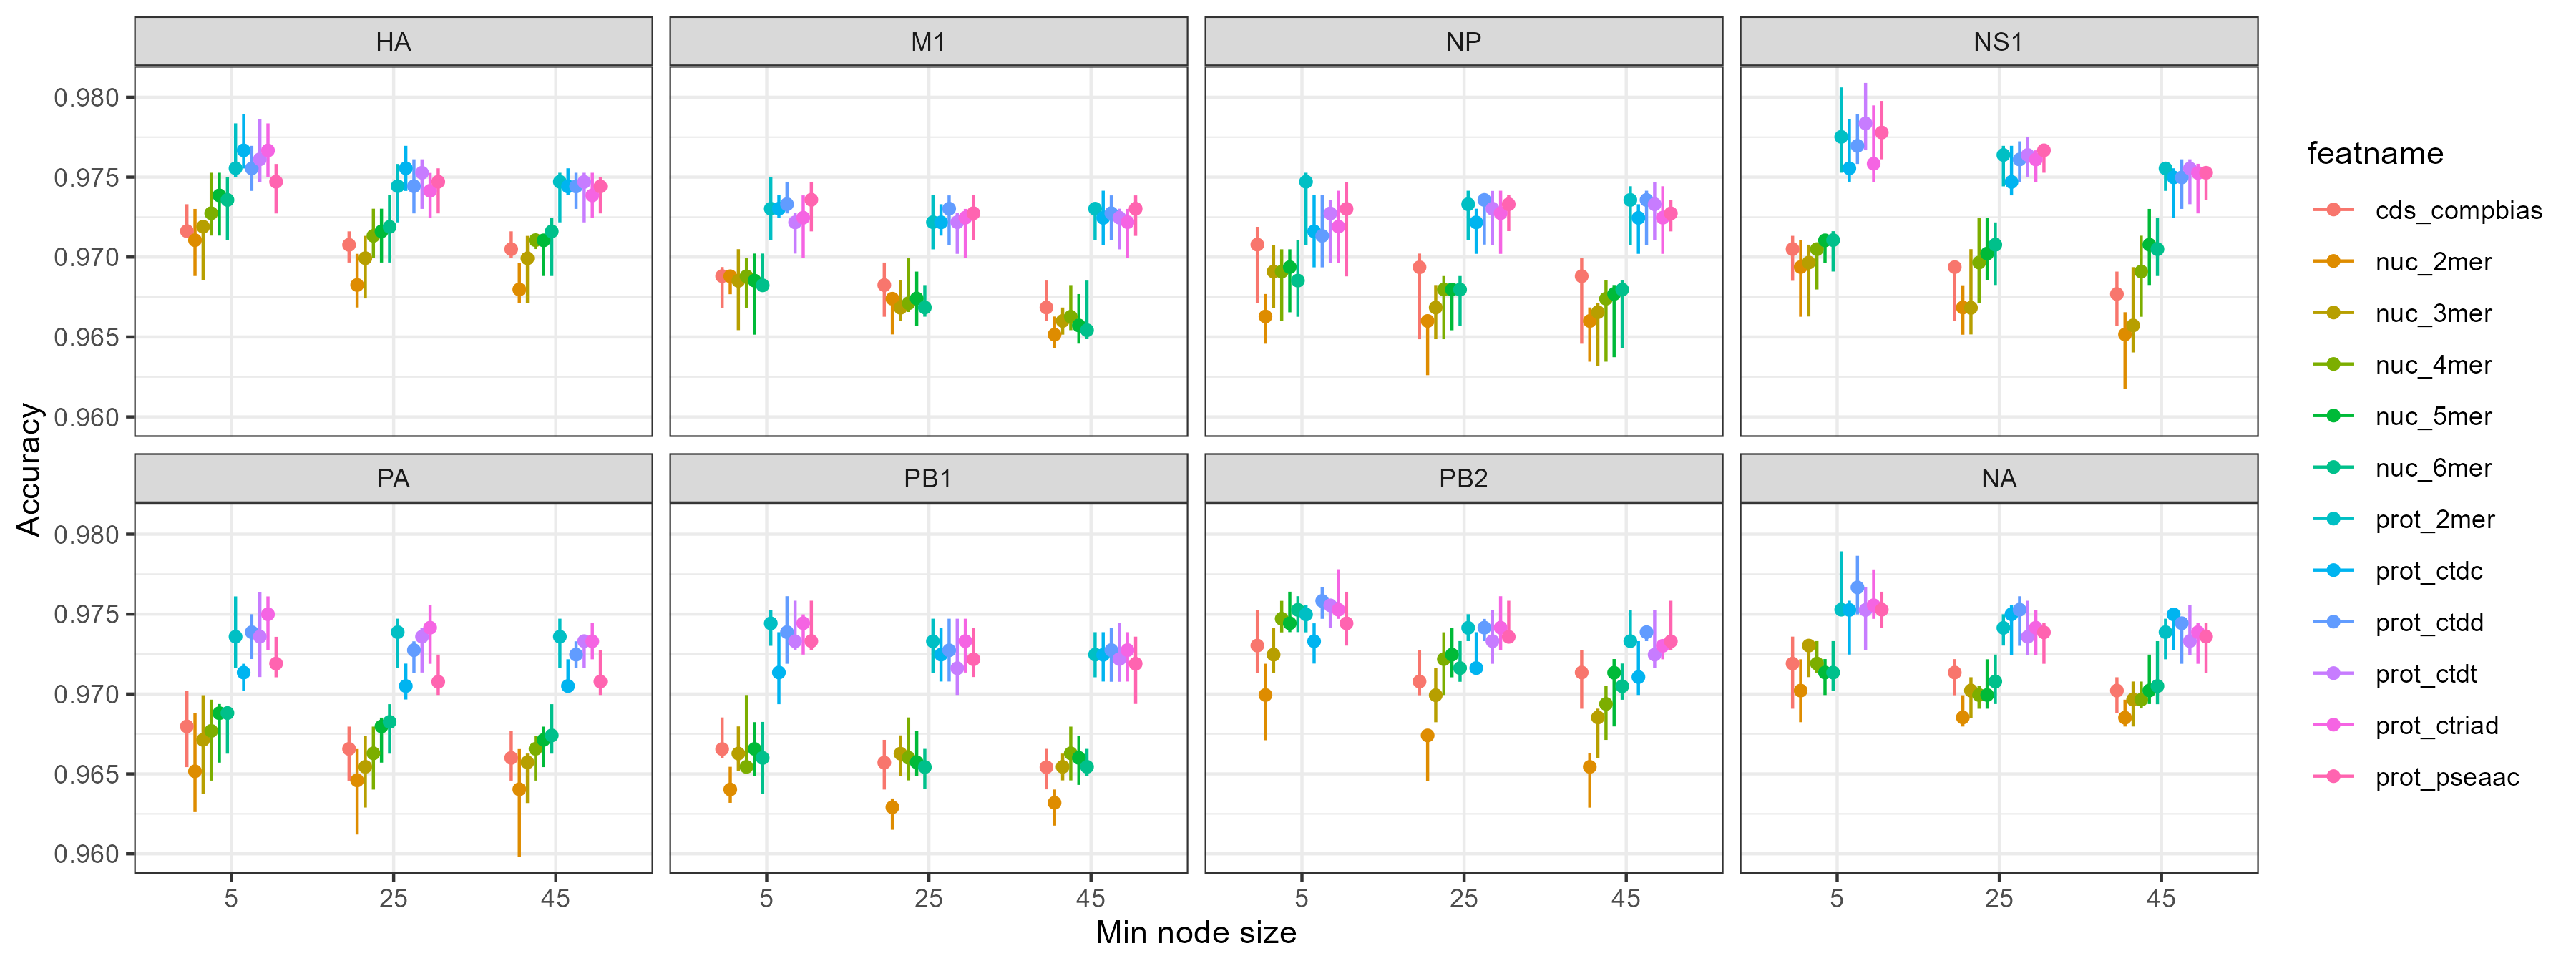 HA
M1
NP
NS1
0.980
0.975
0.970
0.965
0.960
PA
PB1
PB2
NA
0.980
0.975
0.970
0.965
0.960
5
25
45
5
25
45
5
25
45
5
25
45
Min node size
Accuracy
featname
cds_compbias
nuc_2mer
nuc_3mer
nuc_4mer
nuc_5mer
nuc_6mer
prot_2mer
prot_ctdc
prot_ctdd
prot_ctdt
prot_ctriad
prot_pseaac